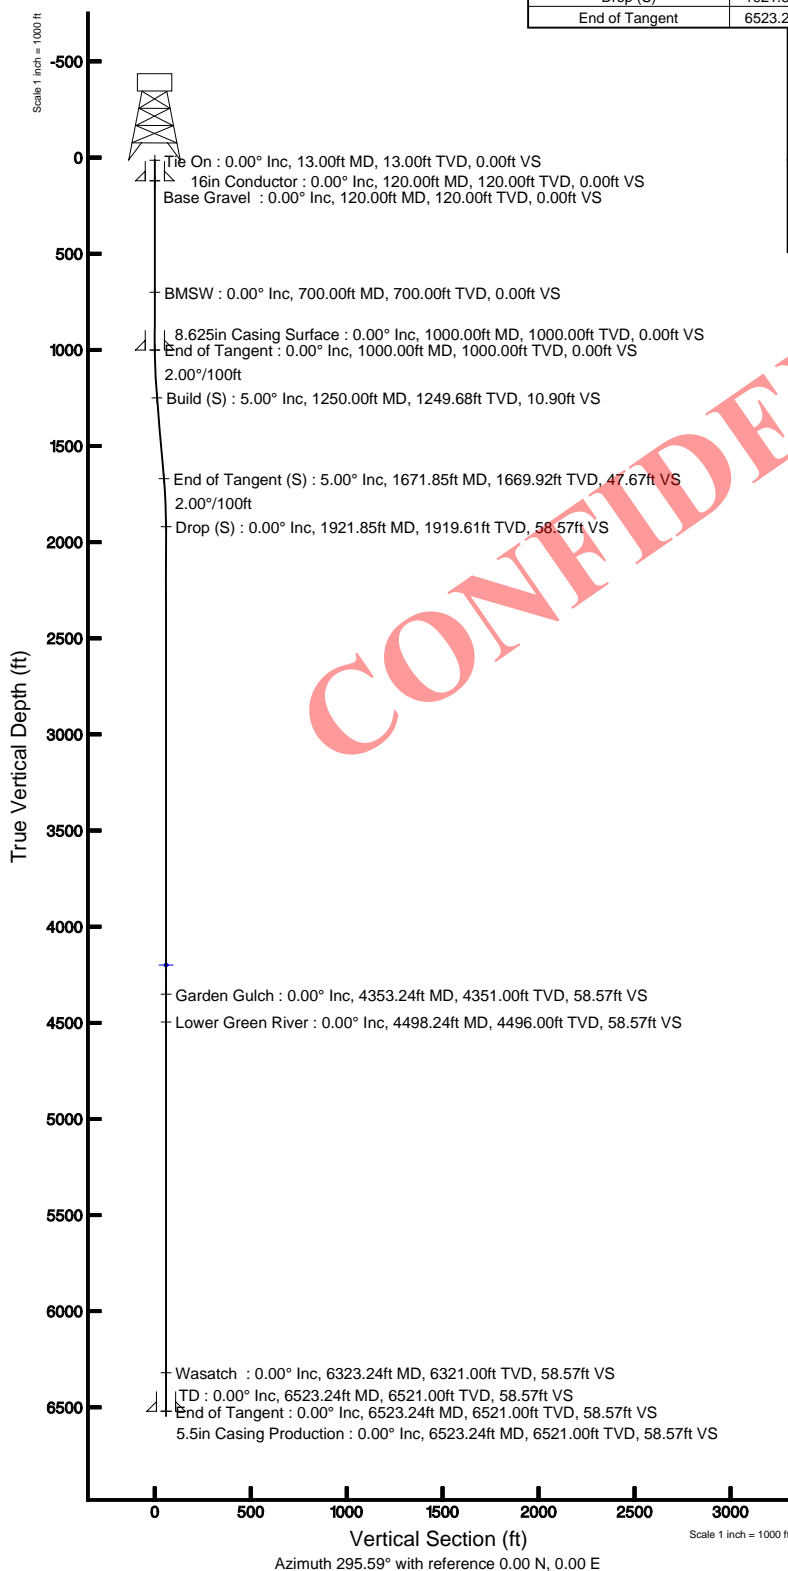 End of Tangent 6523.2
Scale 1 inch = 1000 ft
-500
0
Tie On : 0.00° Inc, 13.00ft MD, 13.00ft TVD, 0.00ft VS
16in Conductor : 0.00° Inc, 120.00ft MD, 120.00ft TVD, 0.00ft VS
Base Gravel : 0.00° Inc, 120.00ft MD, 120.00ft TVD, 0.00ft VS
500
BMSW : 0.00° Inc, 700.00ft MD, 700.00ft TVD, 0.00ft VS
8.625in Casing Surface : 0.00° Inc, 1000.00ft MD, 1000.00ft TVD, 0.00ft VS
1000
End of Tangent : 0.00° Inc, 1000.00ft MD, 1000.00ft TVD, 0.00ft VS
2.00°/100ft
Build (S) : 5.00° Inc, 1250.00ft MD, 1249.68ft TVD, 10.90ft VS
1500
End of Tangent (S) : 5.00° Inc, 1671.85ft MD, 1669.92ft TVD, 47.67ft VS
2.00°/100ft
Drop (S) : 0.00° Inc, 1921.85ft MD, 1919.61ft TVD, 58.57ft VS
2000
CONFIDE
2500
3000
True Vertical Depth (ft)
3500
4000
Garden Gulch : 0.00° Inc, 4353.24ft MD, 4351.00ft TVD, 58.57ft VS
4500
Lower Green River : 0.00° Inc, 4498.24ft MD, 4496.00ft TVD, 58.57ft VS
5000
5500
6000
Wasatch : 0.00° Inc, 6323.24ft MD, 6321.00ft TVD, 58.57ft VS
TD : 0.00° Inc, 6523.24ft MD, 6521.00ft TVD, 58.57ft VS
6500
End of Tangent : 0.00° Inc, 6523.24ft MD, 6521.00ft TVD, 58.57ft VS
5.5in Casing Production : 0.00° Inc, 6523.24ft MD, 6521.00ft TVD, 58.57ft VS
0 500 1000 1500 2000 2500 3000
Vertical Section (ft)
Scale 1 inch = 1000 ft
Azimuth 295.59° with reference 0.00 N, 0.00 E